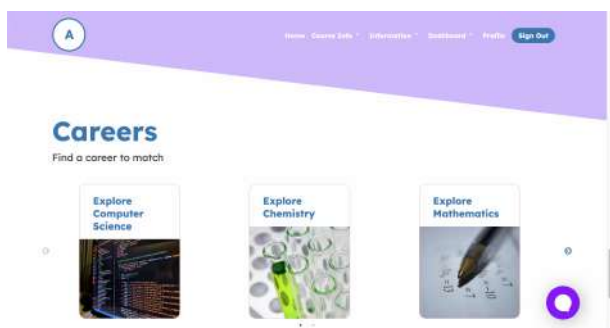 A
Home Course Info Information Dashboard Profile Sign Out
Careers
Find a career to match
Explore
Computer
Science
Explore
Chemistry
Explore
Mathematics